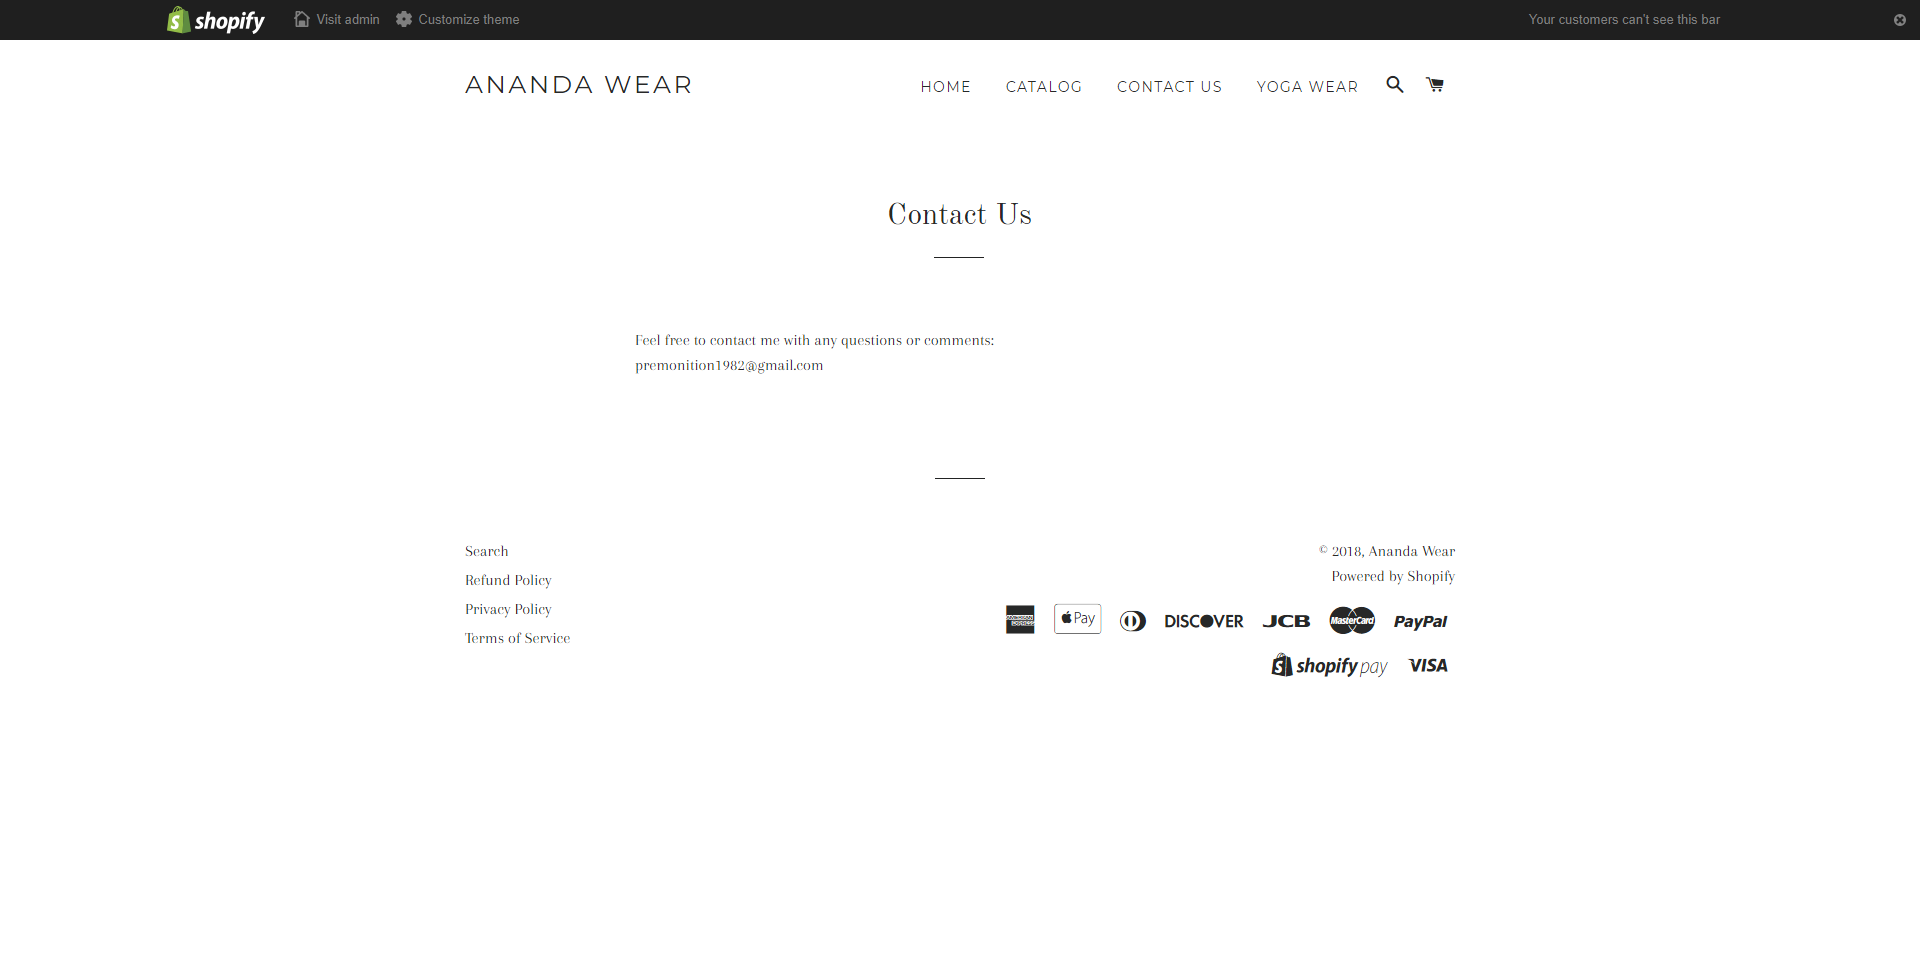 shopify Visit admin Customize theme Your customers can't see this bar
ANANDA WEAR HOME CATALOG CONTACT US YOGA WEAR
Contact Us
Feel free to contact me with any questions or comments:
premonition1982@gmail.com
Search
Refund Policy
Privacy Policy
Terms of Service
© 2018, Ananda Wear
Powered by Shopify
AMERICAN EXPRESS Pay DISCOVER JCB MasterCard PayPal
shopify pay VISA